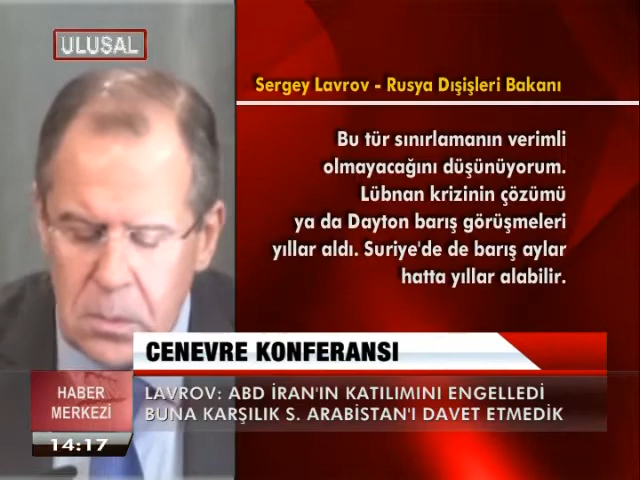 ULUSAL
Sergey Lavrov - Rusya Dışişleri Bakanı
Bu tür sınırlamanın verimli
olmayacağını düşünüyorum.
Lübnan krizinin çözümü
ya da Dayton barış görüşmeleri
yıllar aldı. Suriye'de de barış aylar
hatta yıllar alabilir.
CENEVRE KONFERANSI
HABER
MERKEZİ
LAVROV: ABD İRAN'IN KATILIMINI ENGELLEDİ
BUNA KARŞILIK S. ARABİSTAN'I DAVET ETMEDİK
14:17